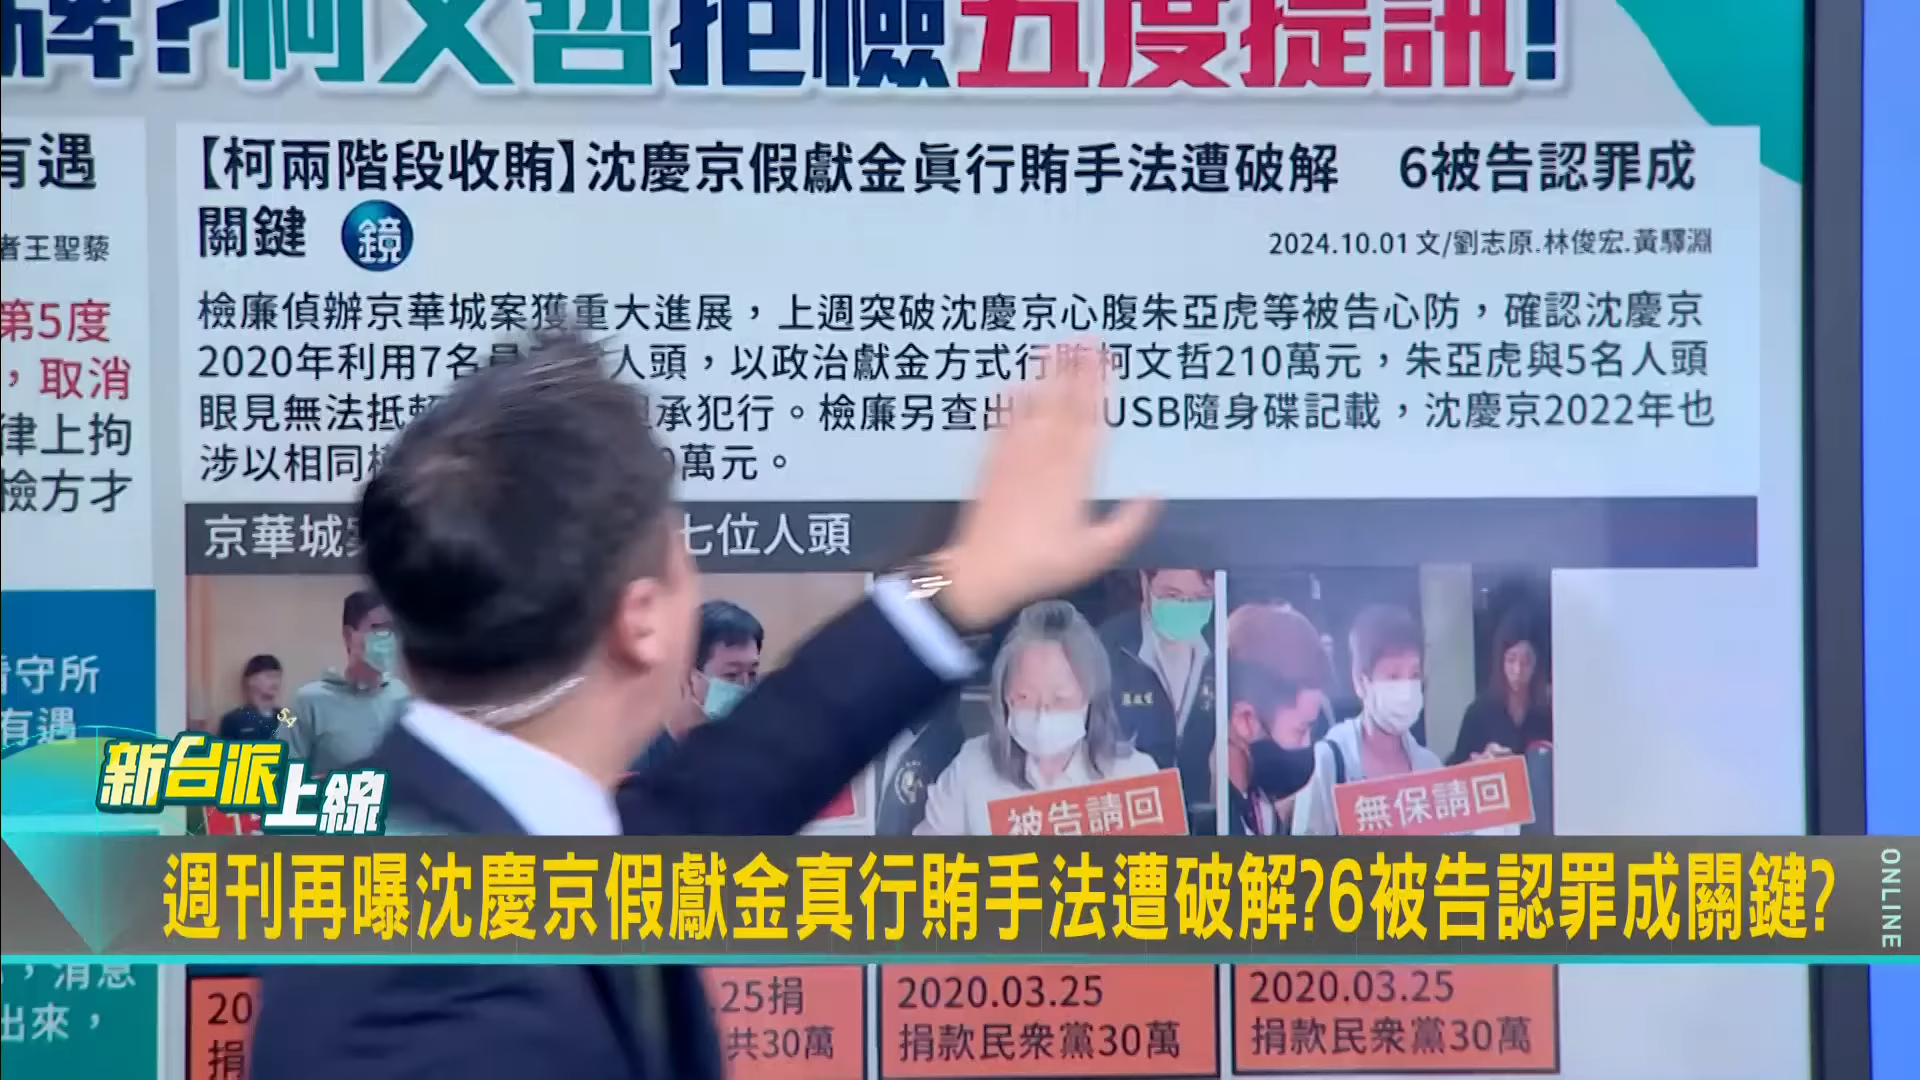 牌?柯文哲拒檢五度提訊!
有遇
者王聖藜
第5度
，取消
律上拘
檢方才
看守所
有遇
，消息
出來，
【柯兩階段收賄】沈慶京假獻金真行賄手法遭破解 6被告認罪成
關鍵 鏡
2024.10.01 文/劉志原.林俊宏.黃驛淵
檢廉偵辦京華城案獲重大進展，上週突破沈慶京心腹朱亞虎等被告心防，確認沈慶京
2020年利用7名 人頭，以政治獻金方式行賄柯文哲210萬元，朱亞虎與5名人頭
眼見無法抵賴 承犯行。檢廉另查出 USB隨身碟記載，沈慶京2022年也
涉以相同 萬元。
京華城案 七位人頭
被告請回
無保請回
新台派上線
週刊再曝沈慶京假獻金真行賄手法遭破解?6被告認罪成關鍵?
ONLINE
20
捐
.25捐
共30萬
2020.03.25
捐款民眾黨30萬
2020.03.25
捐款民眾黨30萬